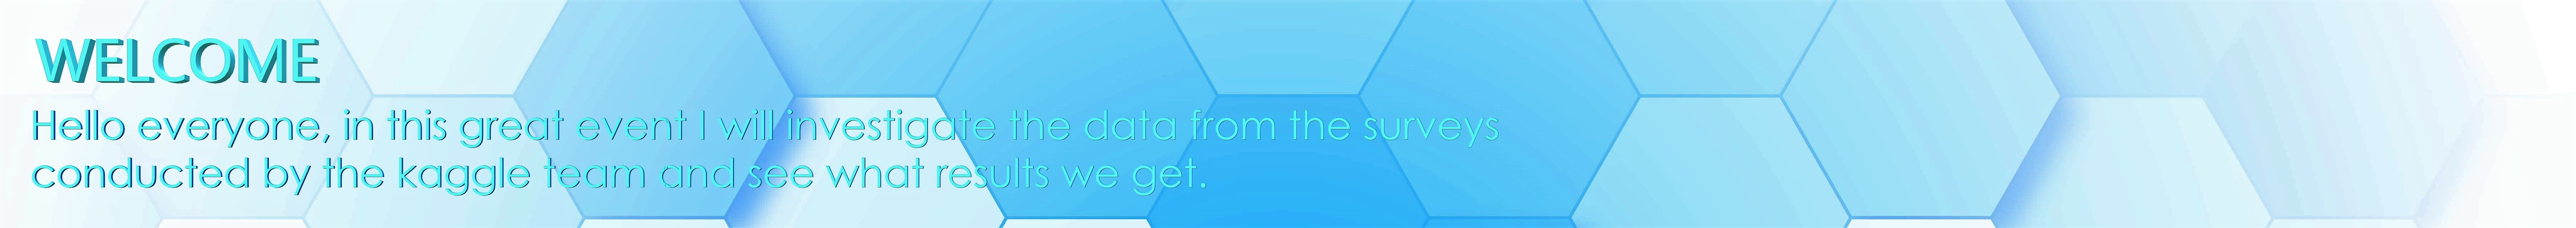 WELCOME
Hello everyone, in this great event I will investigate the data from the surveys
conducted by the kaggle team and see what results we get.